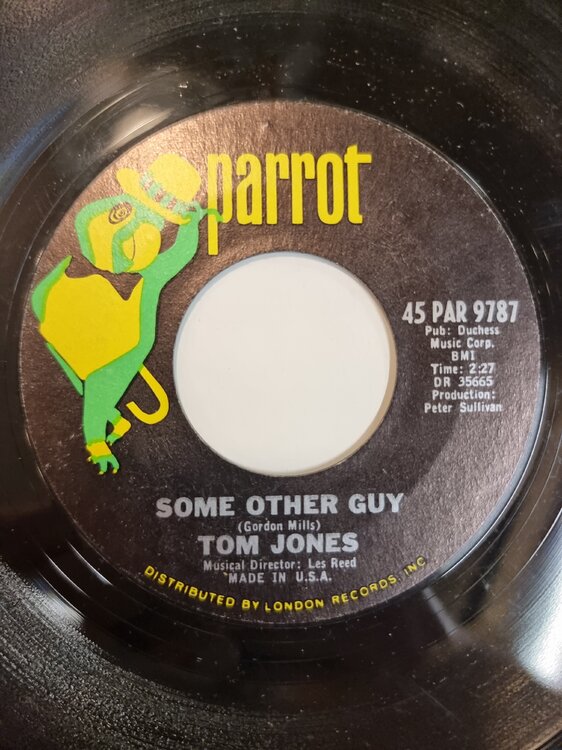 parrot
45 PAR 9787
Pub: Duchess
Music Corp.
BMI
Time: 2:27
DR 35665
Production:
Peter Sullivan
SOME OTHER GUY
(Gordon Mills)
TOM JONES
Musical Director: Les Reed
MADE IN U.S.A.
DISTRIBUTED BY LONDON RECORDS, INC.